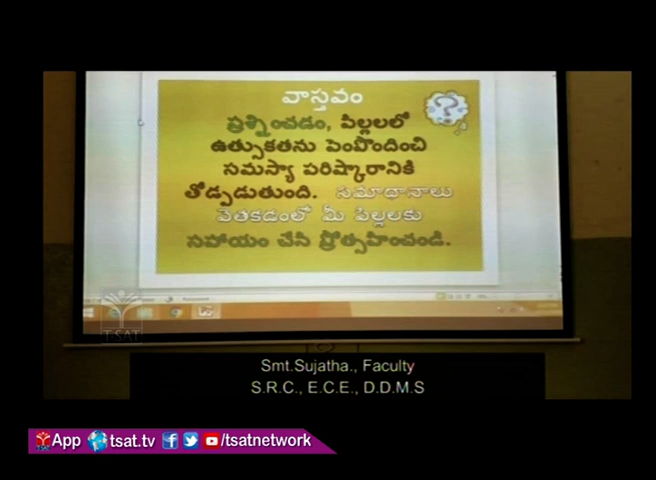 వాస్తవం
?
ప్రశ్నించడం, పిల్లలలో
ఉత్సుకతను పెంపొందించి
సమస్యా పరిష్కారానికి
తోడ్పడుతుంది. సమాధానాలు
వెతకడంలో మీ పిల్లలకు
సహాయం చేసి ప్రోత్సహించండి.
T-SAT
Smt.Sujatha., Faculty
S.R.C., E.C.E., D.D.M.S
App tsat.tv /tsatnetwork